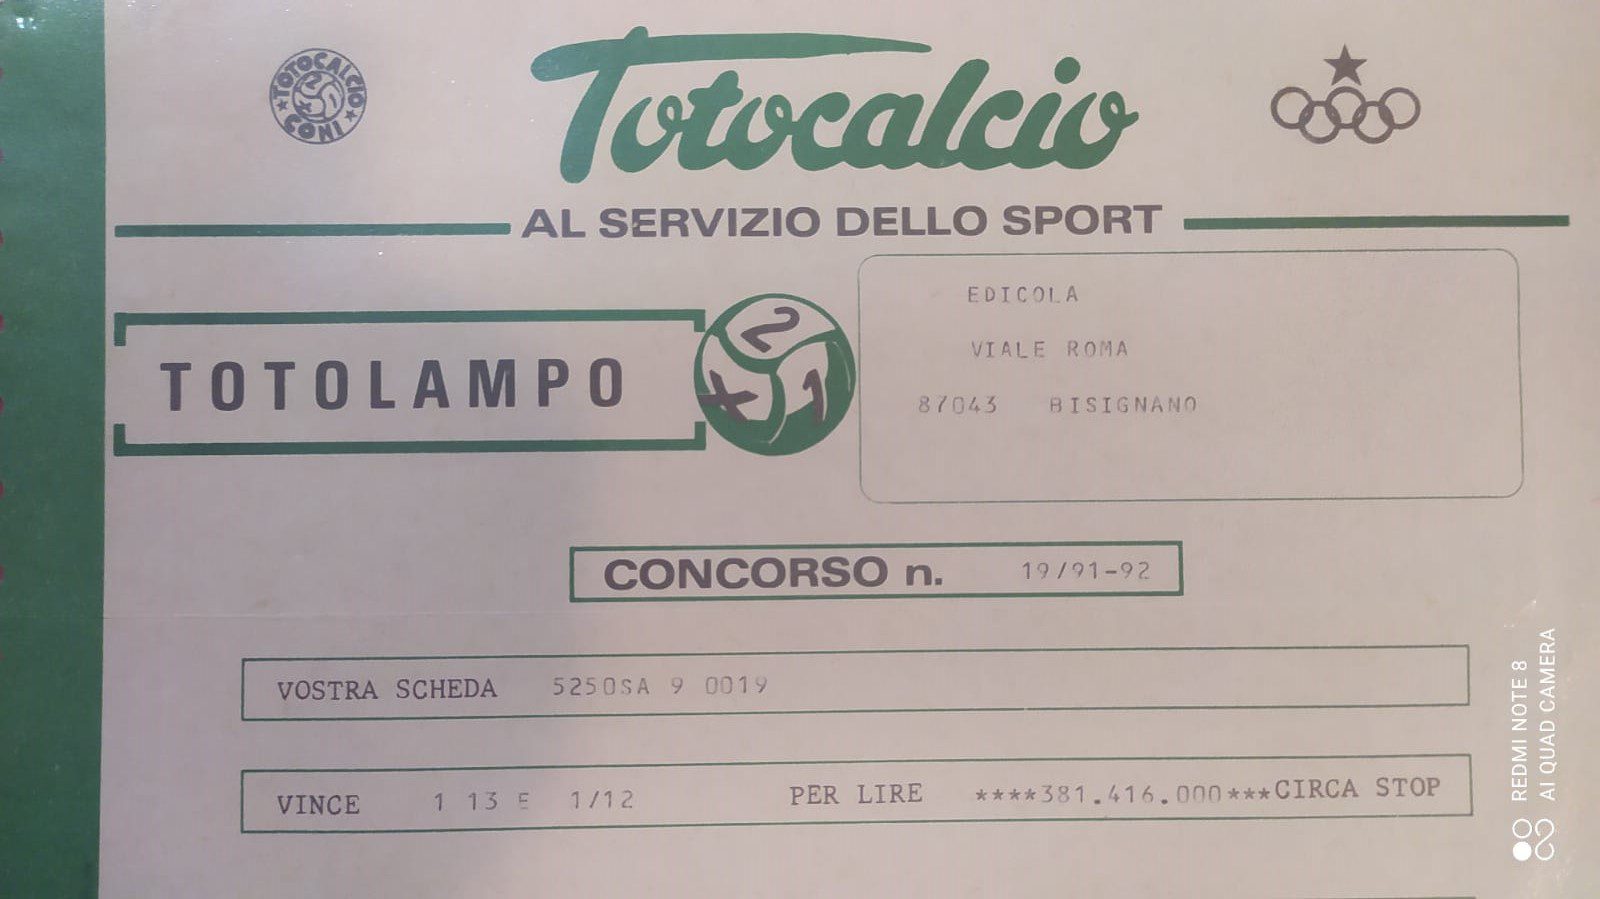 TOTOCALCIO
CONI
Totocalcio
AL SERVIZIO DELLO SPORT
TOTOLAMPO
2
X 1
EDICOLA
VIALE ROMA
87043 BISIGNANO
CONCORSO n. 19/91-92
VOSTRA SCHEDA 5250SA 9 0019
VINCE 1 13 E 1/12 PER LIRE ****381.416.000***CIRCA STOP
REDMI NOTE 8
AI QUAD CAMERA